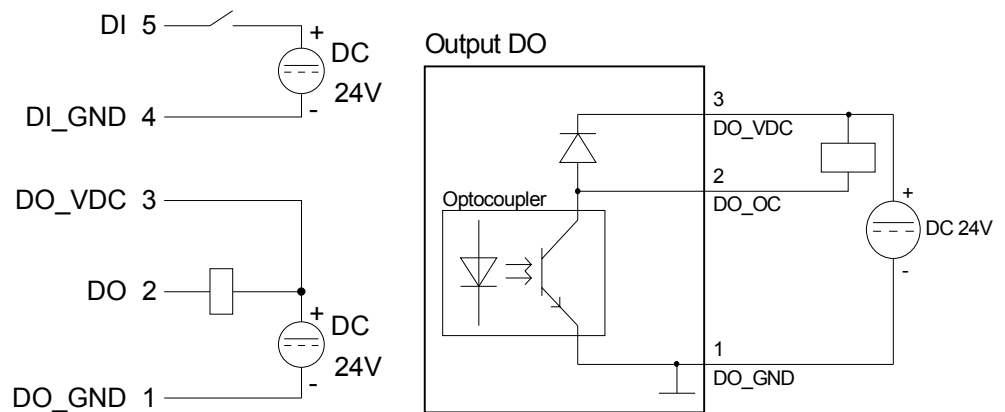 DI 5
+
DC
24V
-
DI_GND 4
DO_VDC 3
DO 2
+
DC
24V
-
DO_GND 1
Output DO
3
DO_VDC
2
DO_OC
Optocoupler
+
DC 24V
-
1
DO_GND